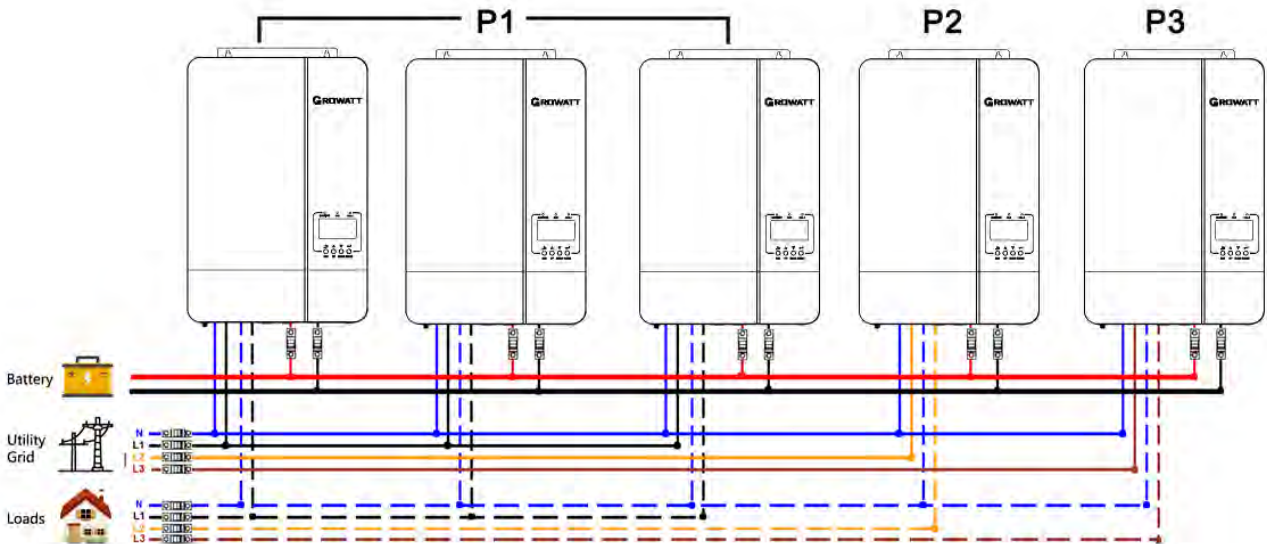 P1 P2 P3
GROWATT GROWATT GROWATT GROWATT GROWATT
Battery
Utility
Grid
N
L1
L2
L3
Loads
N
L1
L2
L3